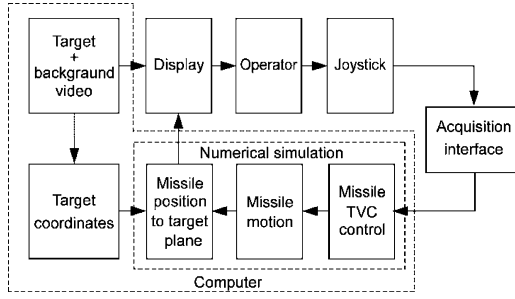 Target
+
background
video
Display
Operator
Joystick
Acquisition
interface
Numerical simulation
Target
coordinates
Missile
position
to target
plane
Missile
motion
Missile
TVC
control
Computer